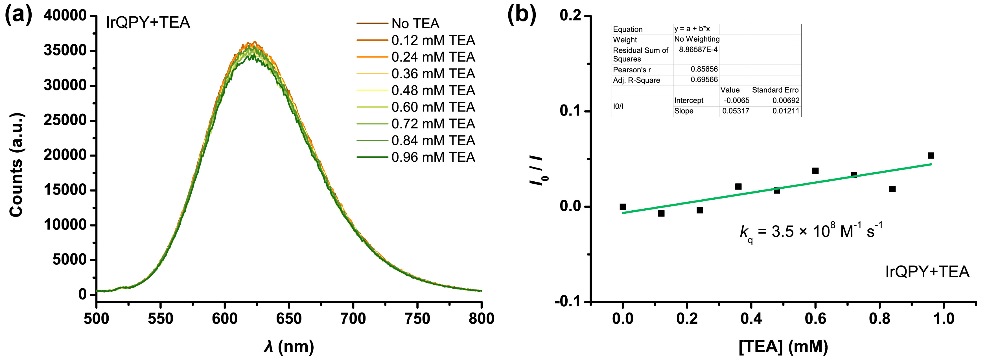 (a)
IrQPY+TEA
40000
35000
30000
25000
20000
15000
10000
5000
0
Counts (a.u.)
500 550 600 650 700 750 800
λ (nm)
No TEA
0.12 mM TEA
0.24 mM TEA
0.36 mM TEA
0.48 mM TEA
0.60 mM TEA
0.72 mM TEA
0.84 mM TEA
0.96 mM TEA
(b)
0.2
0.1
0.0
-0.1
I₀ / I
Equation y = a + b*x
Weight No Weighting
Residual Sum of
Squares 8.86587E-4
Pearson's r 0.85656
Adj. R-Square 0.69566
Value Standard Erro
I0/I
Intercept -0.0065 0.00692
Slope 0.05317 0.01211
k_q = 3.5 × 10⁸ M⁻¹ s⁻¹
IrQPY+TEA
0.0 0.2 0.4 0.6 0.8 1.0
[TEA] (mM)